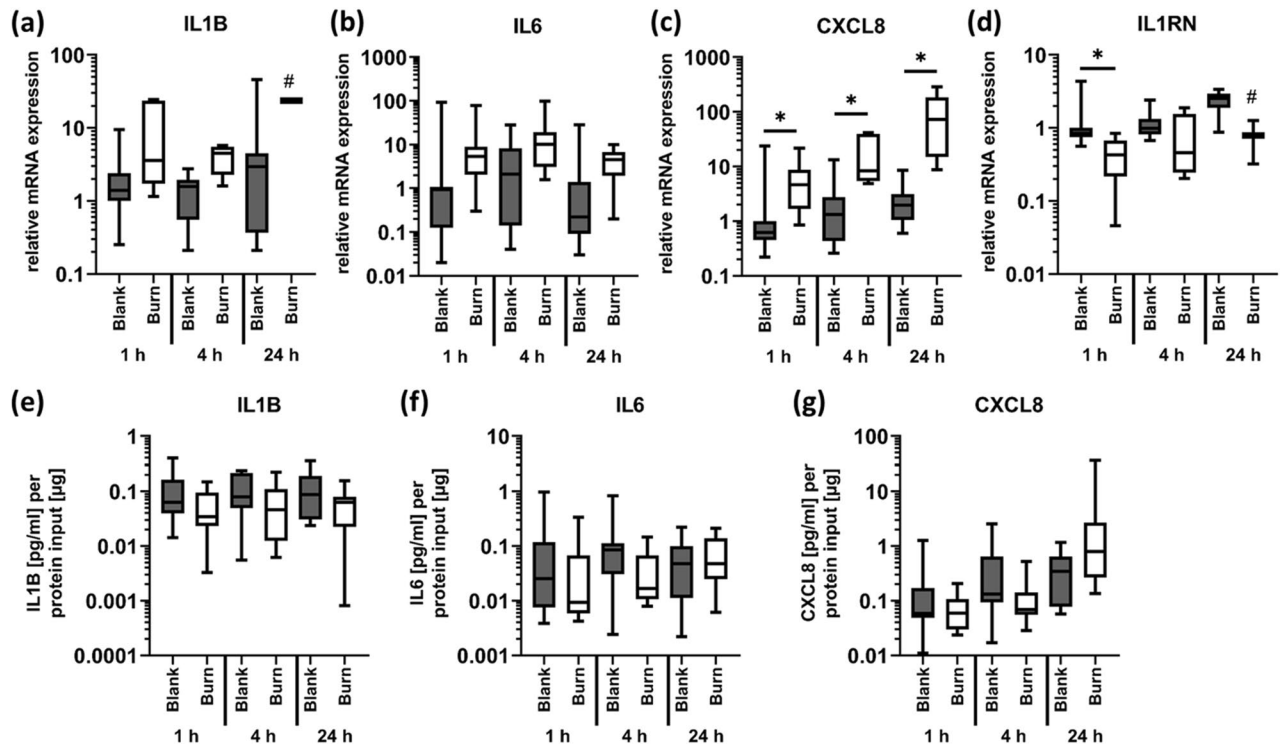 (a)
IL1B
relative mRNA expression
100
10
1
0.1
#
Blank
Burn
Blank
Burn
Blank
Burn
1 h
4 h
24 h
(b)
IL6
relative mRNA expression
1000
100
10
1
0.1
0.01
Blank
Burn
Blank
Burn
Blank
Burn
1 h
4 h
24 h
(c)
CXCL8
relative mRNA expression
1000
100
10
1
0.1
*
*
*
Blank
Burn
Blank
Burn
Blank
Burn
1 h
4 h
24 h
(d)
IL1RN
relative mRNA expression
10
1
0.1
0.01
*
#
Blank
Burn
Blank
Burn
Blank
Burn
1 h
4 h
24 h
(e)
IL1B
IL1B [pg/ml] per
protein input [µg]
1
0.1
0.01
0.001
0.0001
Blank
Burn
Blank
Burn
Blank
Burn
1 h
4 h
24 h
(f)
IL6
IL6 [pg/ml] per
protein input [µg]
10
1
0.1
0.01
0.001
Blank
Burn
Blank
Burn
Blank
Burn
1 h
4 h
24 h
(g)
CXCL8
CXCL8 [pg/ml] per
protein input [µg]
100
10
1
0.1
0.01
Blank
Burn
Blank
Burn
Blank
Burn
1 h
4 h
24 h